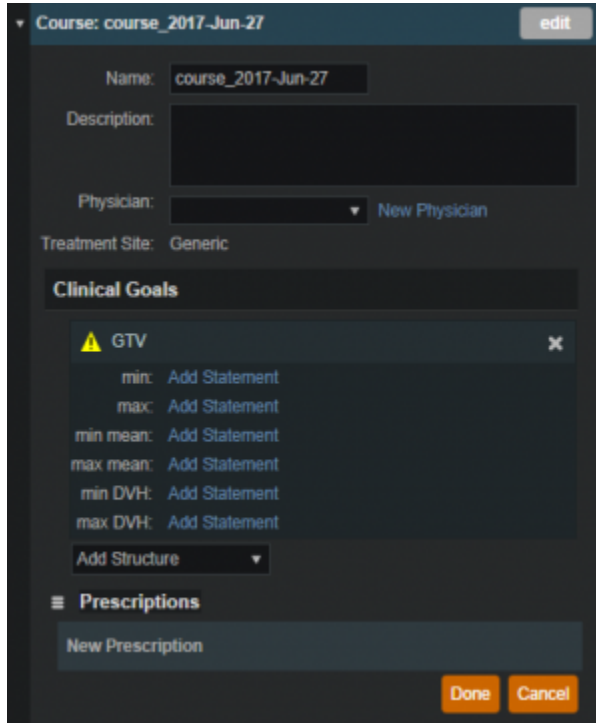 Course: course_2017-Jun-27 edit
Name: course_2017-Jun-27
Description:
Physician: New Physician
Treatment Site: Generic
Clinical Goals
GTV
min: Add Statement
max: Add Statement
min mean: Add Statement
max mean: Add Statement
min DVH: Add Statement
max DVH: Add Statement
Add Structure
Prescriptions
New Prescription
Done Cancel